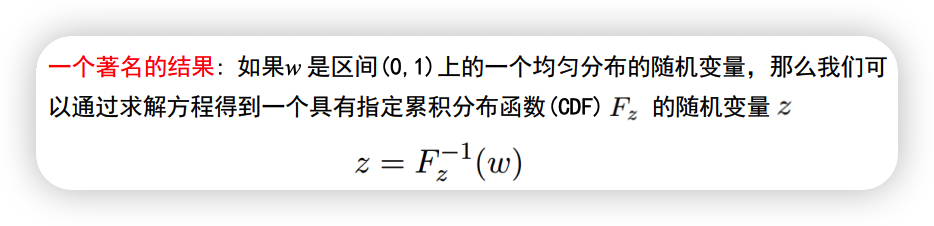 一个著名的结果: 如果w 是区间(0,1)上的一个均匀分布的随机变量，那么我们可
以通过求解方程得到一个具有指定累积分布函数(CDF) F_z 的随机变量 z
z = F_z^{-1}(w)